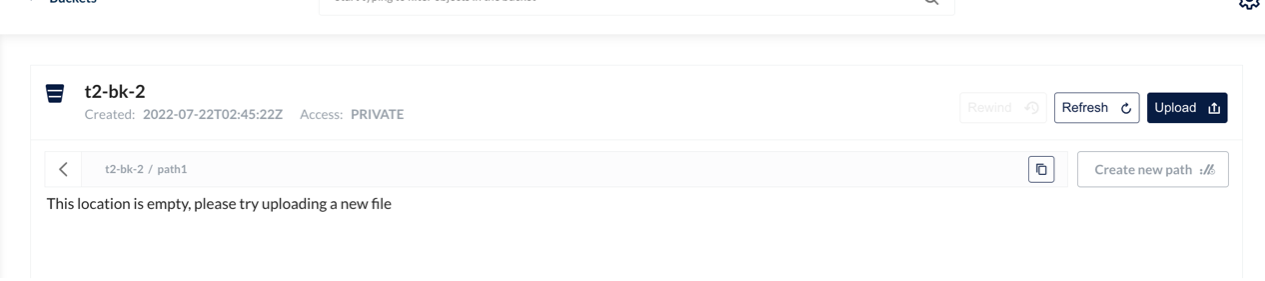 Buckets
Start typing to filter objects in the bucket
t2-bk-2
Created: 2022-07-22T02:45:22Z Access: PRIVATE
Rewind
Refresh
Upload
t2-bk-2 / path1
Create new path
This location is empty, please try uploading a new file